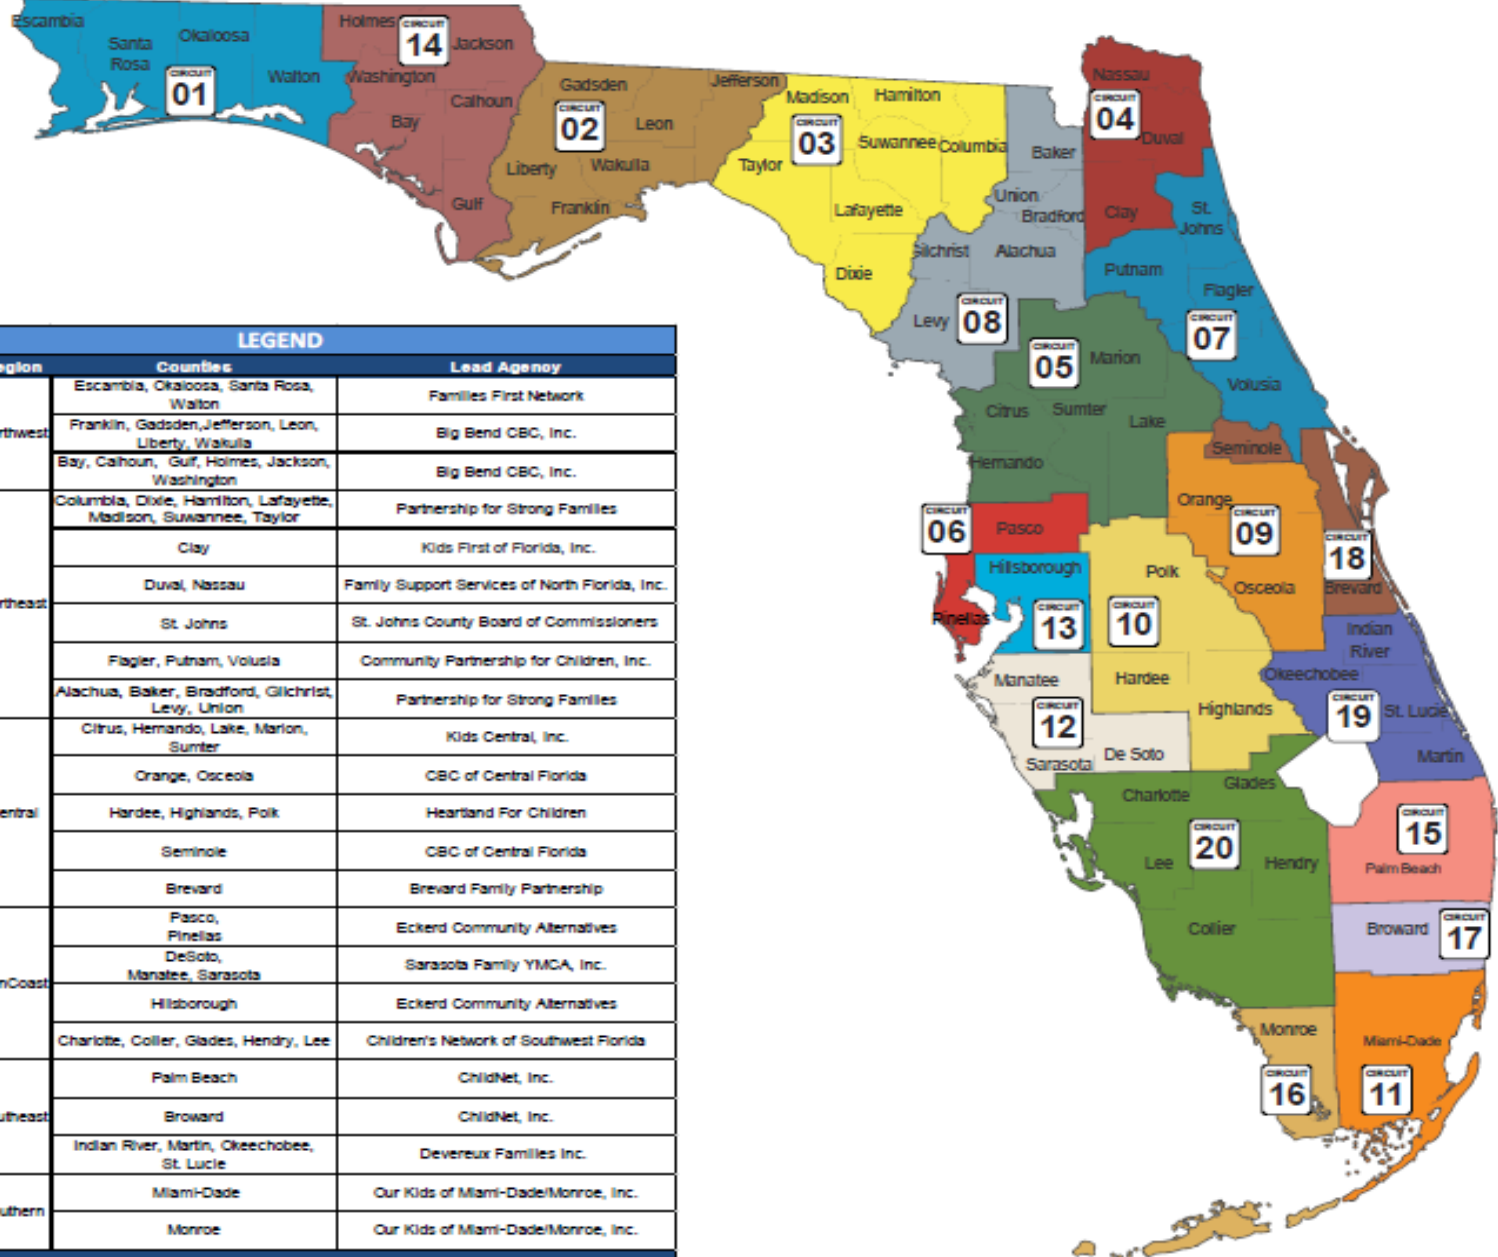 Escambia
Santa
Rosa
Okaloosa
Walton
CIRCUIT
01
Holmes
CIRCUIT
14
Jackson
Washington
Calhoun
Bay
Gulf
Gadsden
Jefferson
CIRCUIT
02
Leon
Liberty
Wakulla
Franklin
Madison
Hamilton
CIRCUIT
03
Suwannee
Columbia
Taylor
Lafayette
Dixie
Baker
Union
Bradford
Gilchrist
Alachua
Levy
CIRCUIT
08
Nassau
CIRCUIT
04
Duval
Clay
St.
Johns
Putnam
Flagler
CIRCUIT
07
Volusia
CIRCUIT
05
Marion
Citrus
Sumter
Lake
Hernando
Seminole
Orange
CIRCUIT
09
Osceola
CIRCUIT
18
Brevard
CIRCUIT
06
Pasco
Pinellas
Hillsborough
CIRCUIT
13
Polk
CIRCUIT
10
Hardee
Highlands
Manatee
CIRCUIT
12
Sarasota
De Soto
Indian
River
Okeechobee
CIRCUIT
19
St. Lucie
Martin
Charlotte
Glades
CIRCUIT
20
Lee
Hendry
Collier
CIRCUIT
15
Palm Beach
Broward
CIRCUIT
17
Monroe
CIRCUIT
16
Miami-Dade
CIRCUIT
11
LEGEND
egion Counties Lead Agency
rthwest
Escambia, Okaloosa, Santa Rosa,
Walton
Families First Network
Franklin, Gadsden,Jefferson, Leon,
Liberty, Wakulla
Big Bend CBC, Inc.
Bay, Calhoun, Gulf, Holmes, Jackson,
Washington
Big Bend CBC, Inc.
rtheast
Columbia, Dixie, Hamilton, Lafayette,
Madison, Suwannee, Taylor
Partnership for Strong Families
Clay Kids First of Florida, Inc.
Duval, Nassau Family Support Services of North Florida, Inc.
St. Johns St. Johns County Board of Commissioners
Flagler, Putnam, Volusia Community Partnership for Children, Inc.
Alachua, Baker, Bradford, Gilchrist,
Levy, Union
Partnership for Strong Families
entral
Citrus, Hernando, Lake, Marion,
Sumter
Kids Central, Inc.
Orange, Osceola CBC of Central Florida
Hardee, Highlands, Polk Heartland For Children
Seminole CBC of Central Florida
Brevard Brevard Family Partnership
nCoast
Pasco,
Pinellas
Eckerd Community Alternatives
DeSoto,
Manatee, Sarasota
Sarasota Family YMCA, Inc.
Hillsborough Eckerd Community Alternatives
Charlotte, Collier, Glades, Hendry, Lee Children's Network of Southwest Florida
utheast
Palm Beach ChildNet, Inc.
Broward ChildNet, Inc.
Indian River, Martin, Okeechobee,
St. Lucie
Devereux Families Inc.
uthern
Miami-Dade Our Kids of Miami-Dade/Monroe, Inc.
Monroe Our Kids of Miami-Dade/Monroe, Inc.